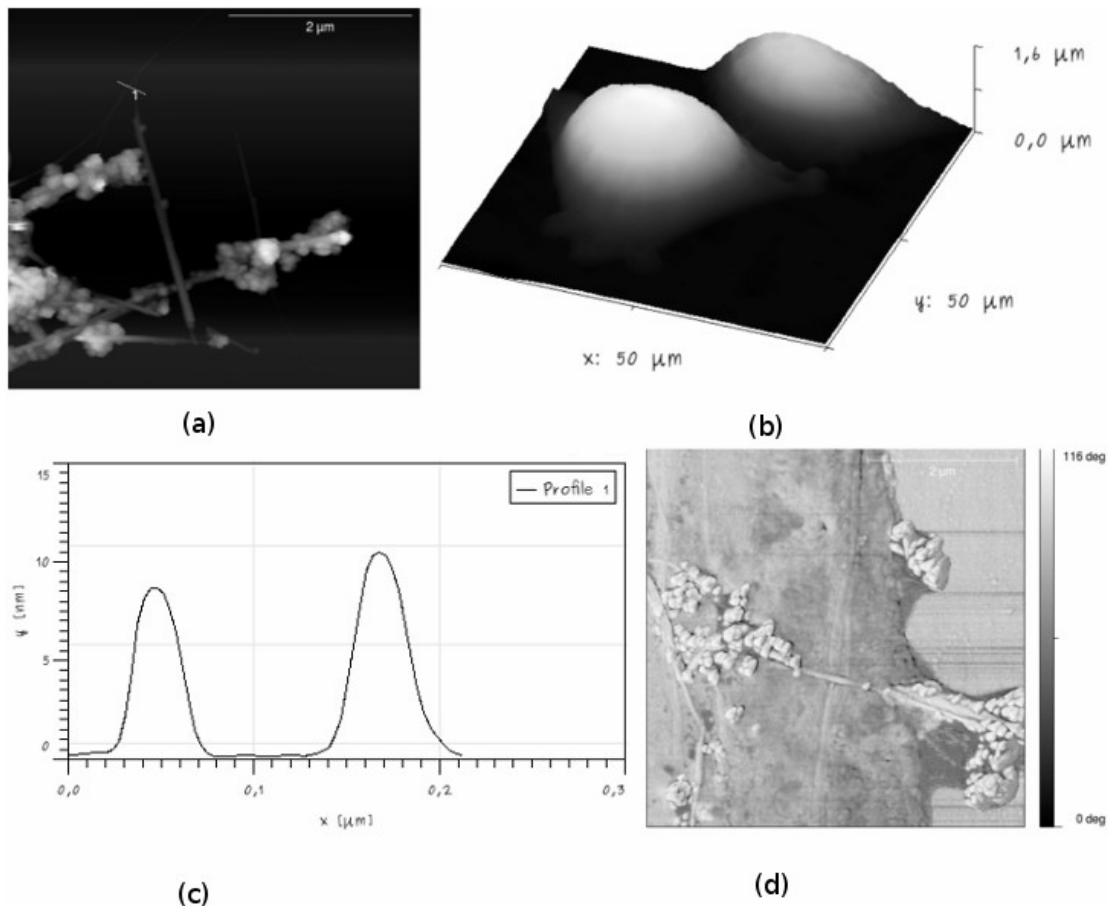 2 µm
1
1,6 µm
0,0 µm
y: 50 µm
x: 50 µm
(a)
(b)
15
10
5
0
y [nm]
Profile 1
0,0
0,1
0,2
0,3
x [µm]
2 µm
116 deg
0 deg
(c)
(d)